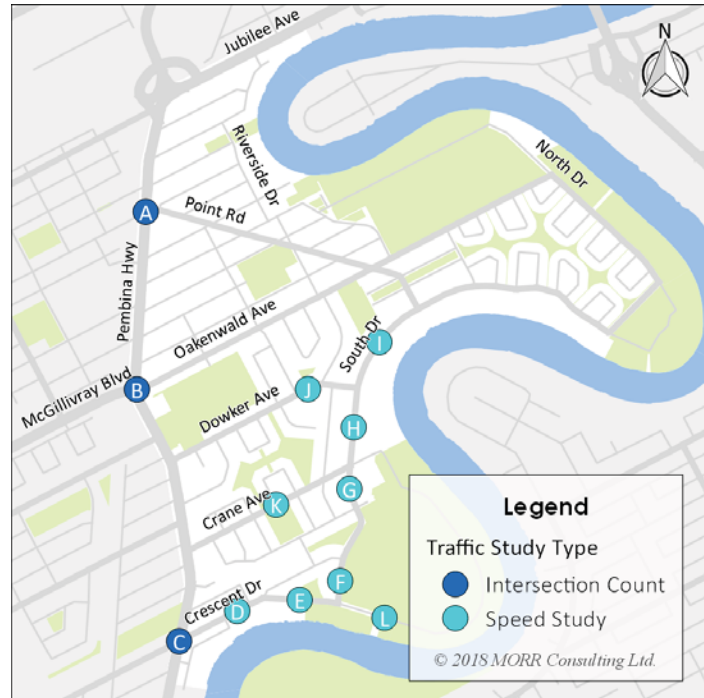 Jubilee Ave
N
Riverside Dr
North Dr
A
Point Rd
Pembina Hwy
Oakenwald Ave
South Dr
I
McGillivray Blvd
B
J
Dowker Ave
H
G
Crane Ave
K
Legend
Traffic Study Type
Intersection Count
Speed Study
© 2018 MORR Consulting Ltd.
F
Crescent Dr
E
D
L
C